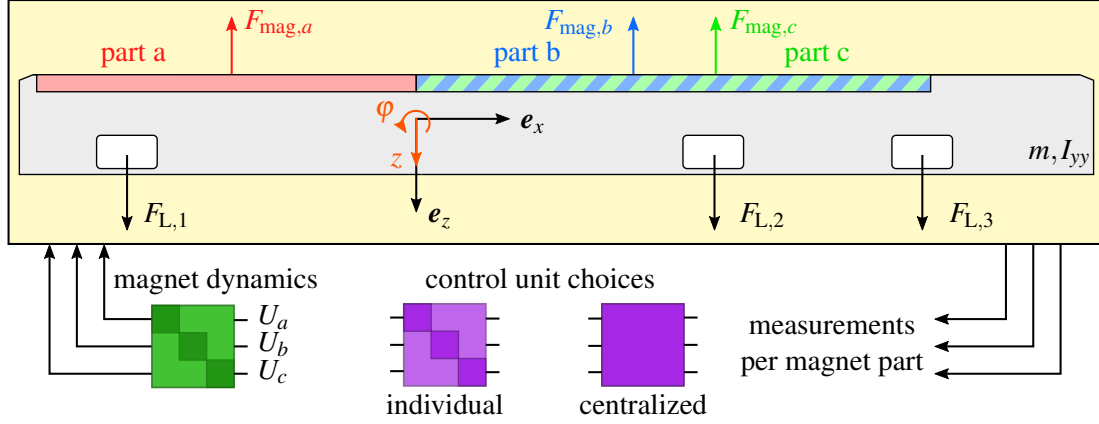 F_mag,a F_mag,b F_mag,c
part a part b part c
φ e_x
z m, I_yy
e_z
F_L,1 F_L,2 F_L,3
magnet dynamics control unit choices
U_a
U_b measurements
U_c per magnet part
individual centralized